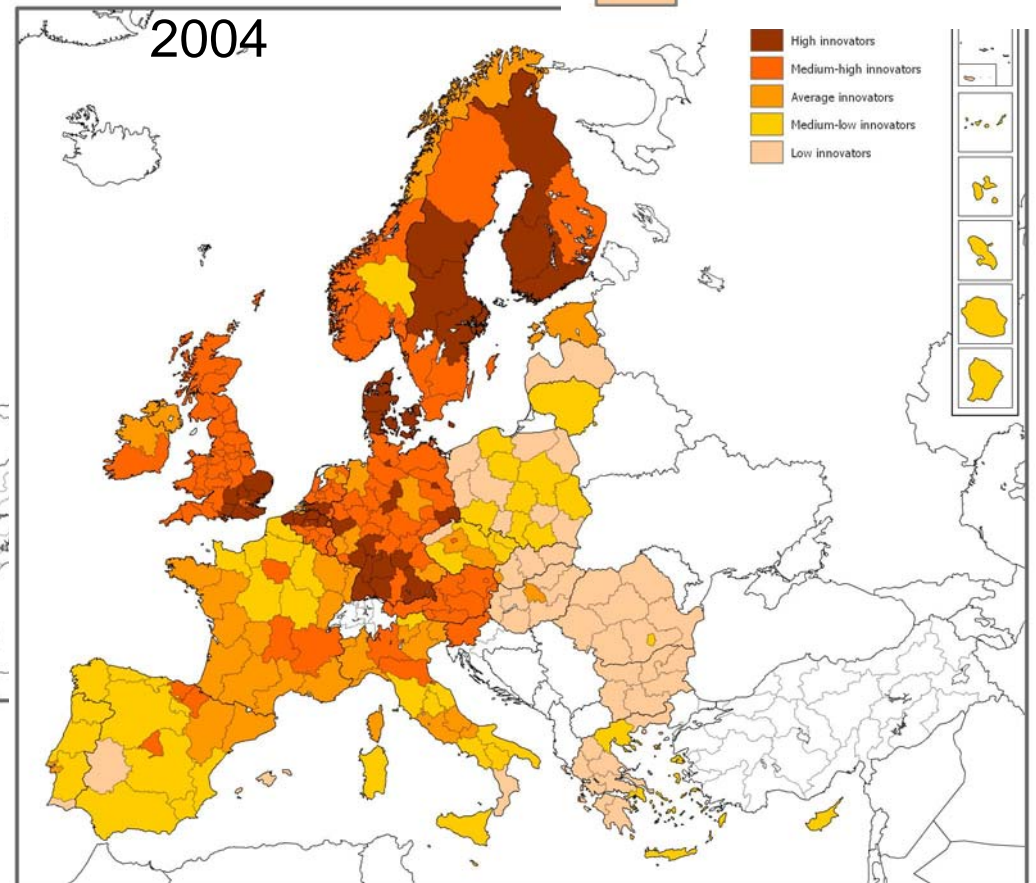 2004
High innovators
Medium-high innovators
Average innovators
Medium-low innovators
Low innovators